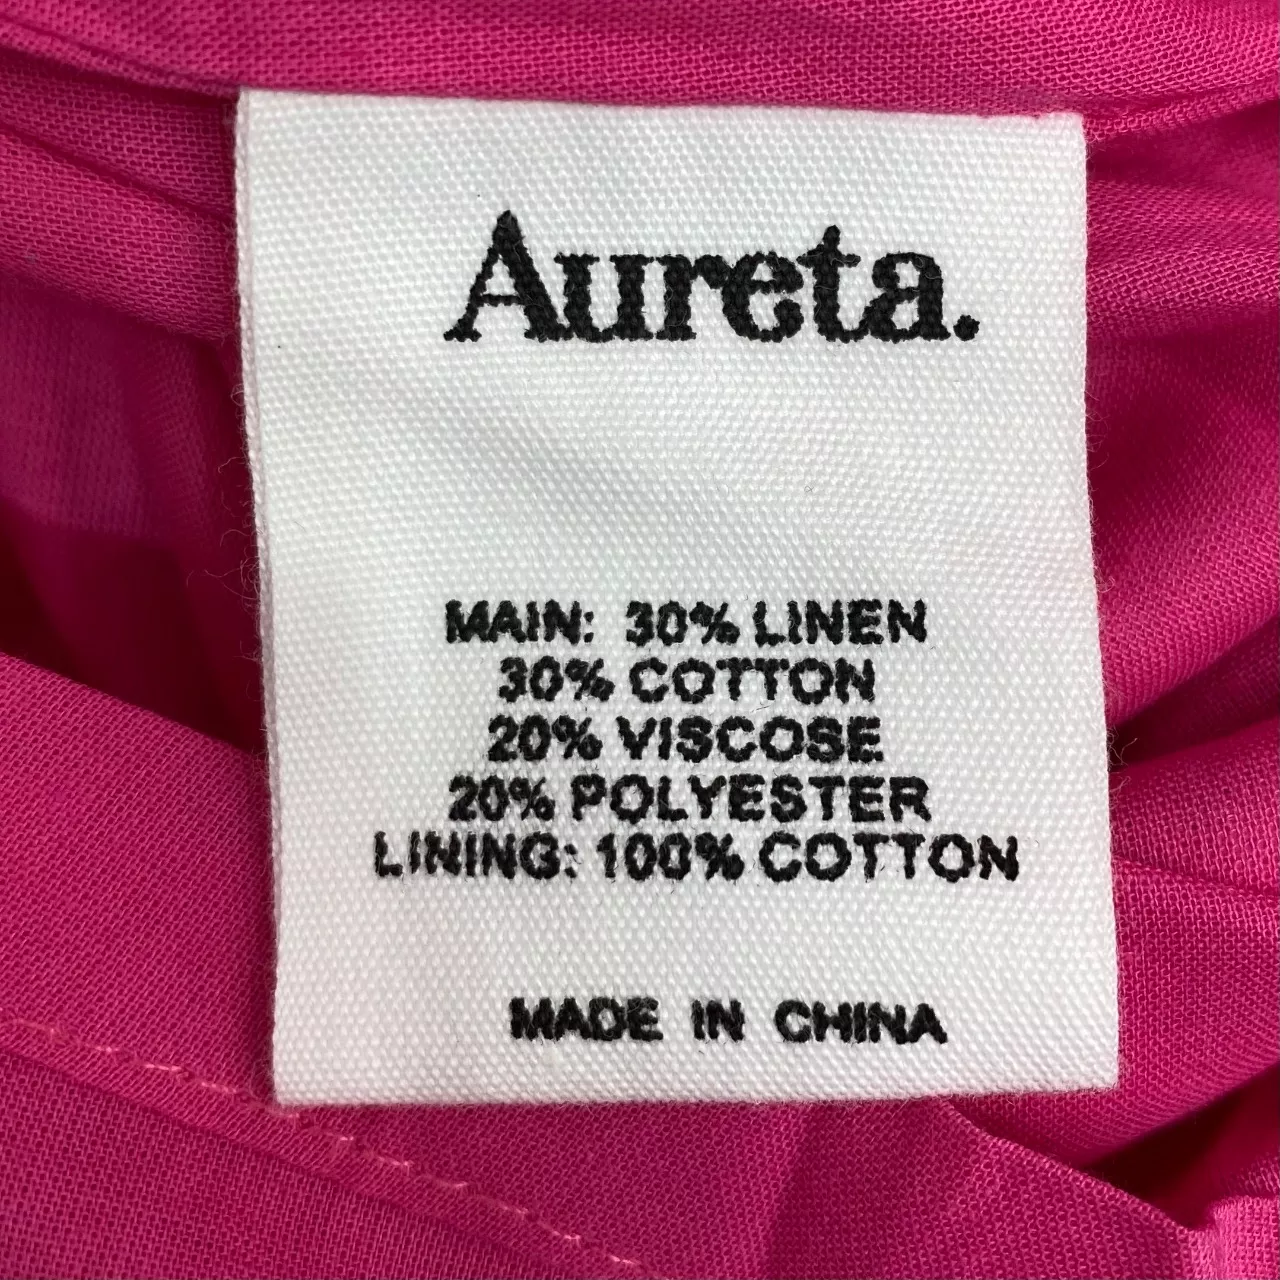 Aureta.
MAIN: 30% LINEN
30% COTTON
20% VISCOSE
20% POLYESTER
LINING: 100% COTTON
MADE IN CHINA